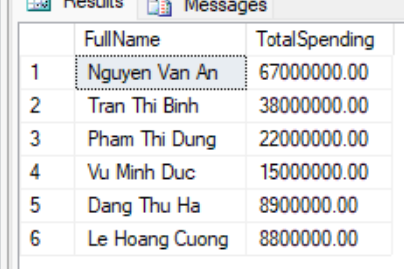 Results Messages
FullName TotalSpending
1 Nguyen Van An 67000000.00
2 Tran Thi Binh 38000000.00
3 Pham Thi Dung 22000000.00
4 Vu Minh Duc 15000000.00
5 Dang Thu Ha 8900000.00
6 Le Hoang Cuong 8800000.00